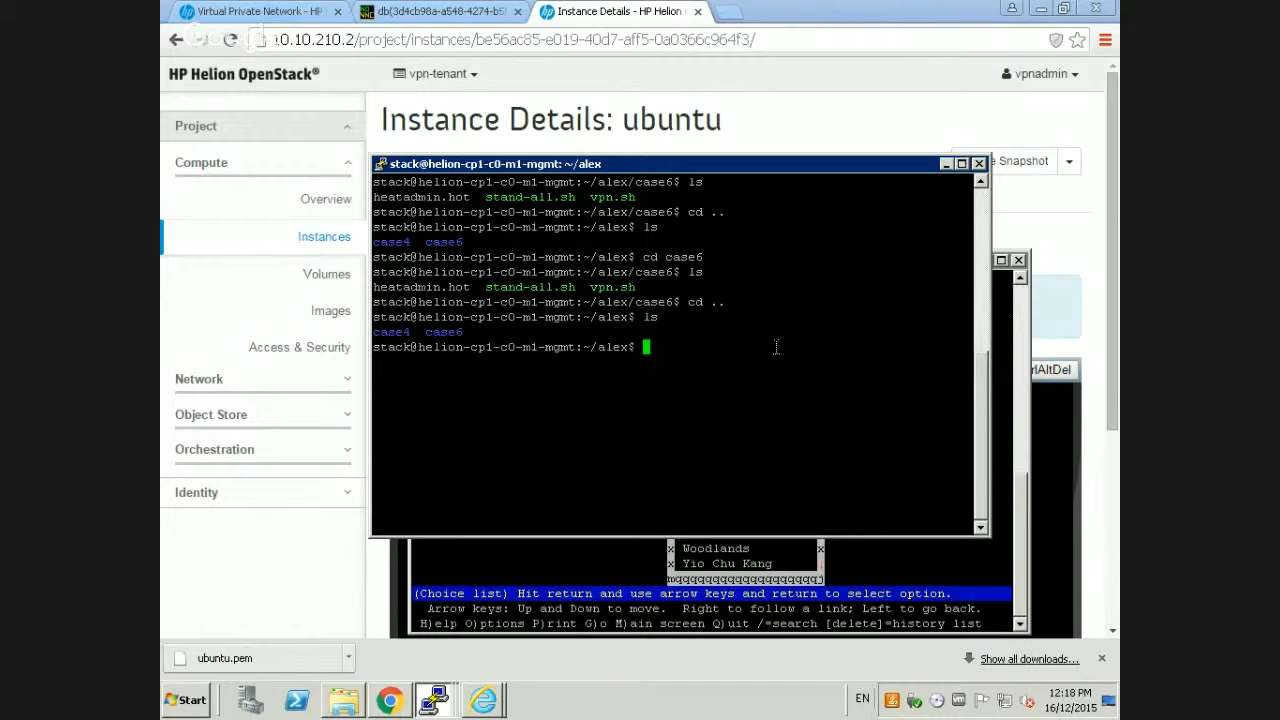 Virtual Private Network - HP
db(3d4cb98a-a548-4274-b5
Instance Details - HP Helion
10.10.210.2/project/instances/be56ac85-e019-40d7-aff5-0a0366c964f3/
HP Helion OpenStack®
vpn-tenant
vpnadmin
Project
Compute
Overview
Instances
Volumes
Images
Access & Security
Network
Object Store
Orchestration
Identity
Instance Details: ubuntu
Snapshot
stack@helion-cp1-c0-m1-mgmt: ~/alex
stack@helion-cp1-c0-m1-mgmt:~/alex/case6$ ls
heatadmin.hot stand-all.sh vpn.sh
stack@helion-cp1-c0-m1-mgmt:~/alex/case6$ cd ..
stack@helion-cp1-c0-m1-mgmt:~/alex$ ls
case4 case6
stack@helion-cp1-c0-m1-mgmt:~/alex$ cd case6
stack@helion-cp1-c0-m1-mgmt:~/alex/case6$ ls
heatadmin.hot stand-all.sh vpn.sh
stack@helion-cp1-c0-m1-mgmt:~/alex/case6$ cd ..
stack@helion-cp1-c0-m1-mgmt:~/alex$ ls
case4 case6
stack@helion-cp1-c0-m1-mgmt:~/alex$
rlAltDel
x Woodlands x
x Yio Chu Kang
mqqqqqqqqqqqqqqqqqqqj
(Choice list) Hit return and use arrow keys and return to select option.
Arrow keys: Up and Down to move. Right to follow a link; Left to go back.
H)elp O)ptions P)rint G)o M)ain screen Q)uit /=search [delete]=history list
ubuntu.pem
Show all downloads...
Start
EN
12:18 PM
16/12/2015